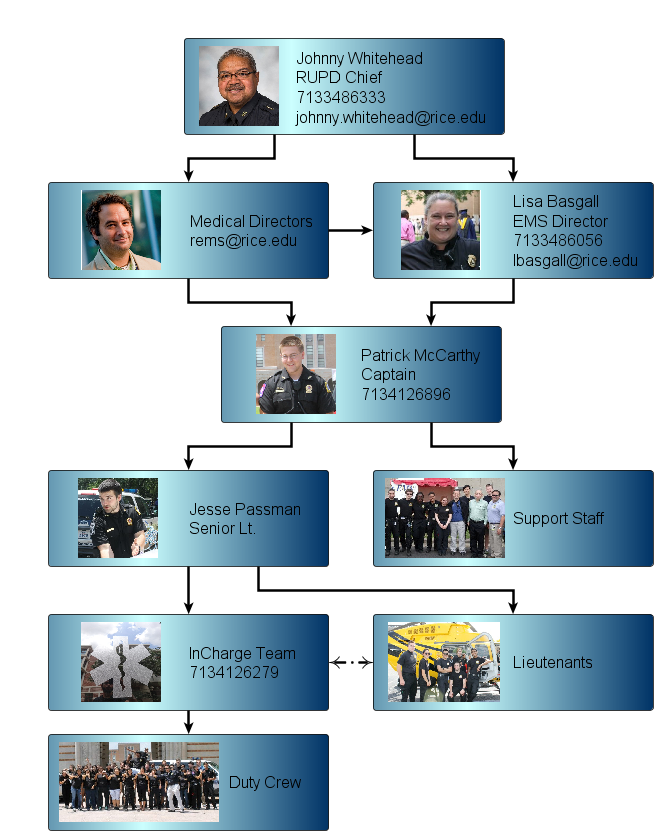 Johnny Whitehead
RUPD Chief
7133486333
johnny.whitehead@rice.edu
Medical Directors
rems@rice.edu
Lisa Basgall
EMS Director
7133486056
lbasgall@rice.edu
Patrick McCarthy
Captain
7134126896
Jesse Passman
Senior Lt.
Support Staff
InCharge Team
7134126279
Lieutenants
Duty Crew